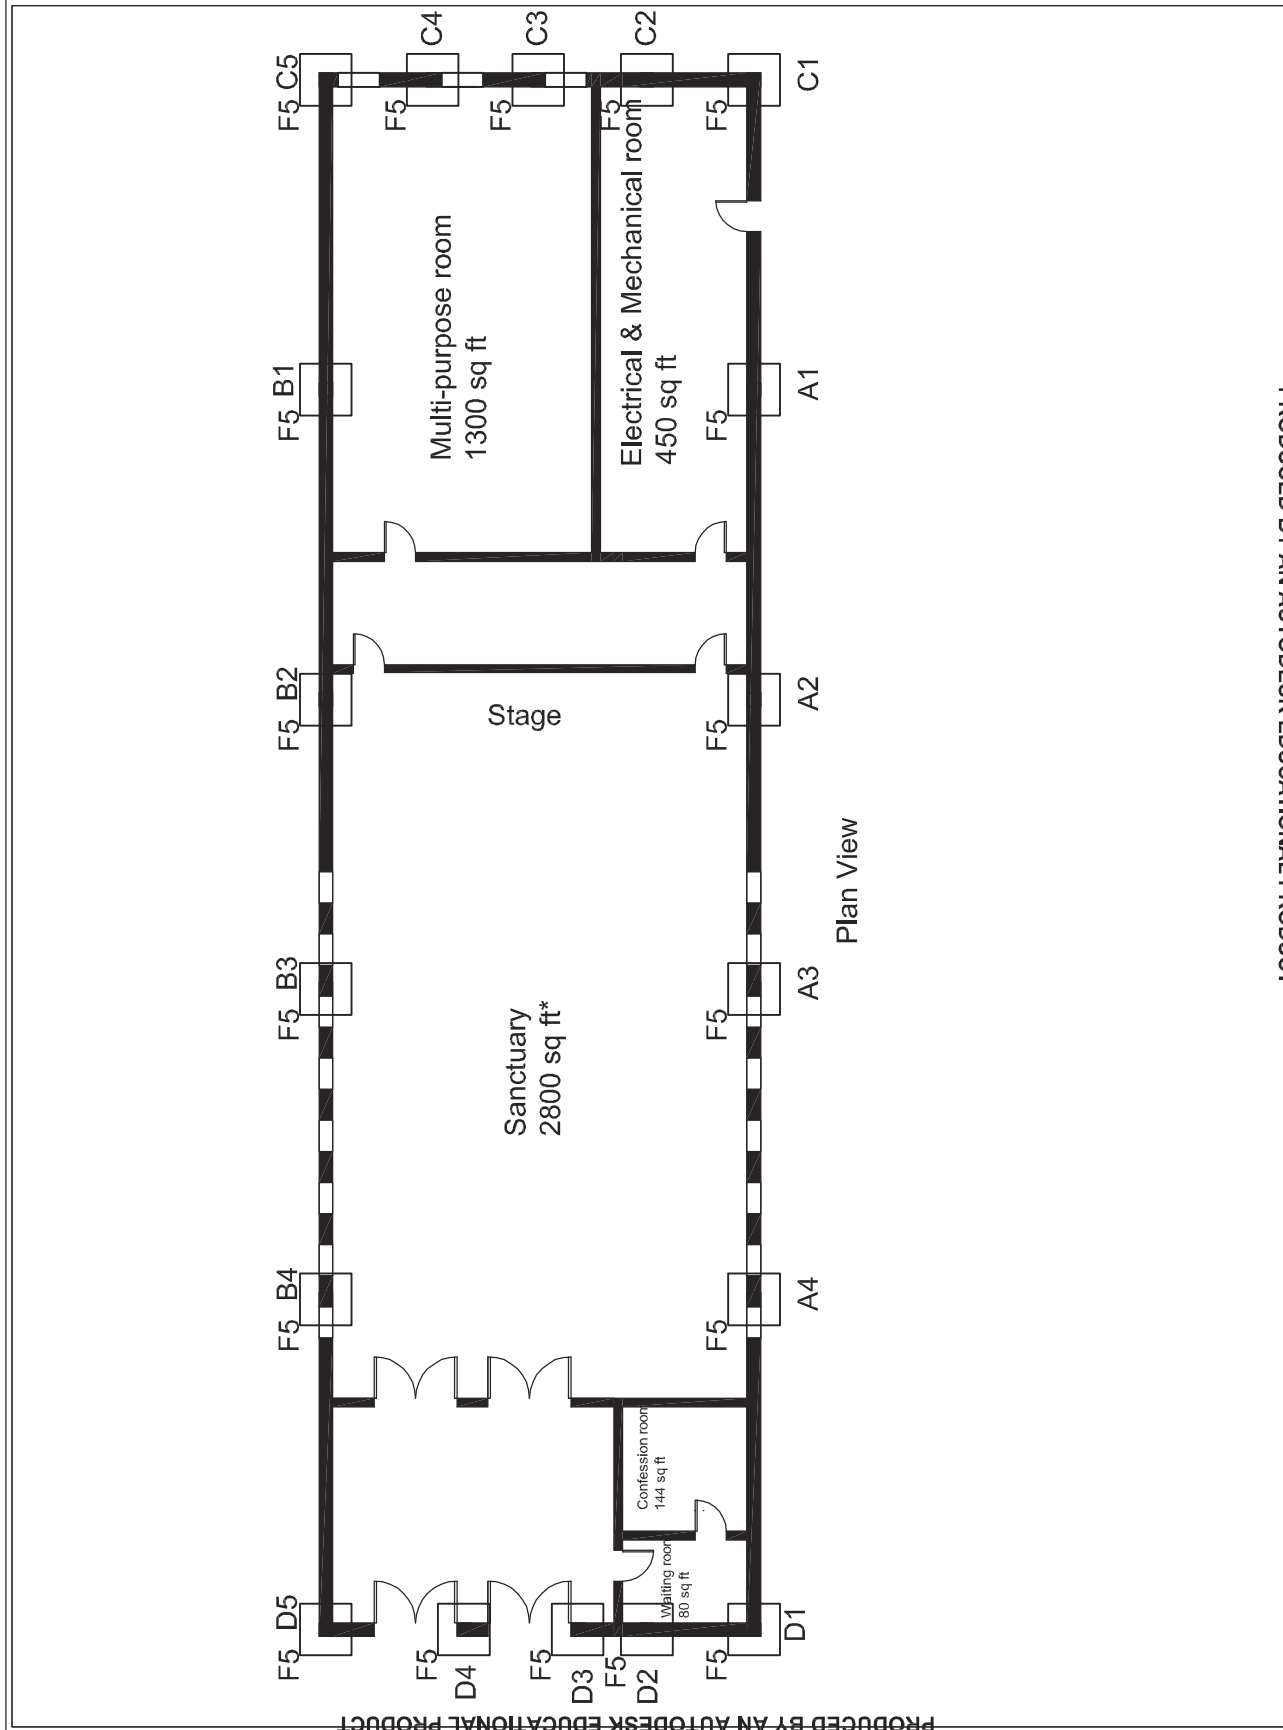 C5
F5
C4
F5
C3
F5
C2
F5
C1
F5
Multi-purpose room
1300 sq ft
Electrical & Mechanical room
450 sq ft
B1
F5
A1
F5
B2
F5
A2
F5
Stage
B3
F5
A3
F5
Sanctuary
2800 sq ft*
Plan View
B4
F5
A4
F5
Confession room
144 sq ft
Waiting room
80 sq ft
D5
F5
D4
F5
D3
F5
D2
F5
D1
F5
PRODUCED BY AN AUTODESK EDUCATIONAL PRODUCT
PRODUCED BY AN AUTODESK EDUCATIONAL PRODUCT